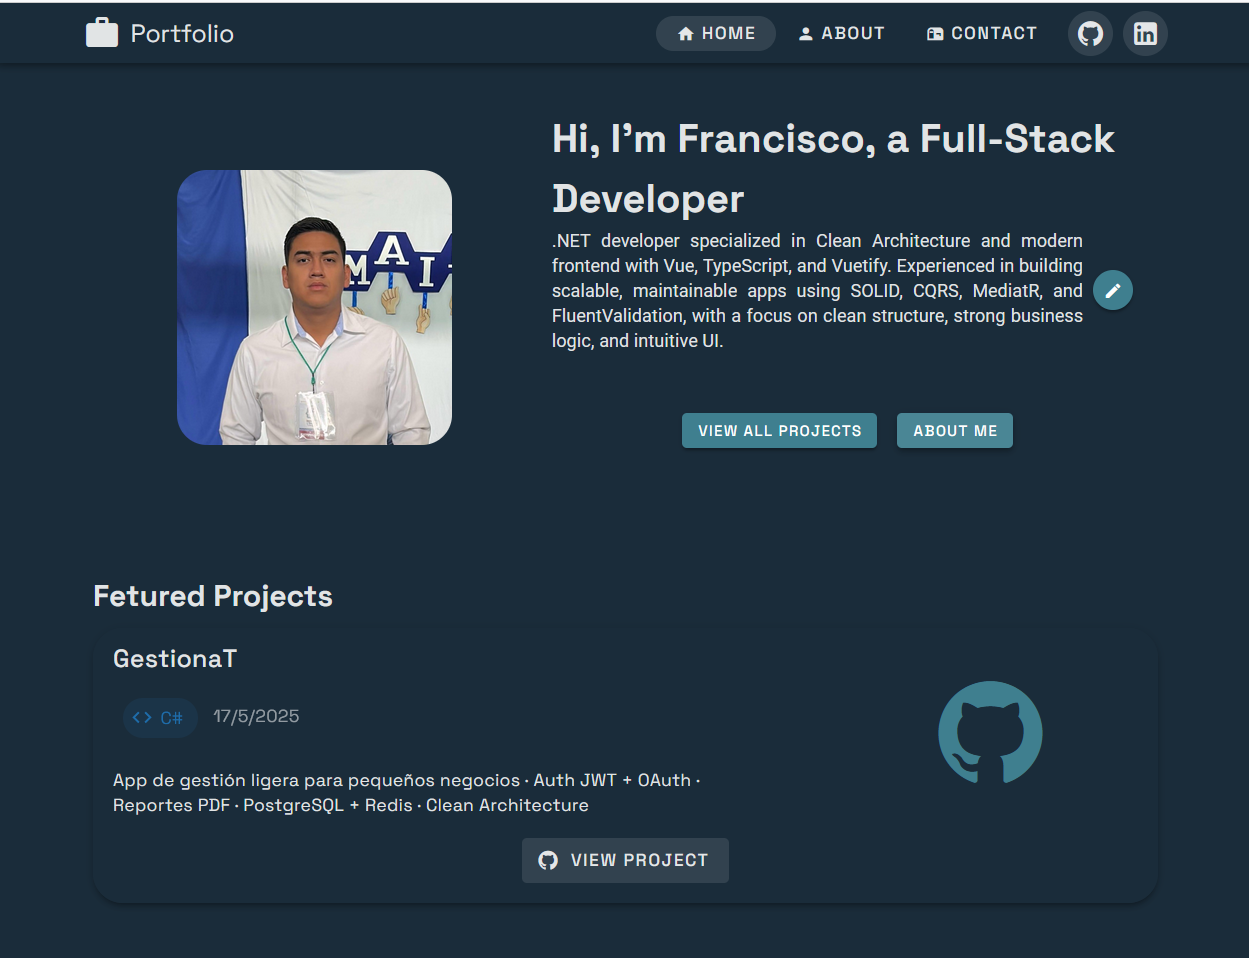 Portfolio
HOME
ABOUT
CONTACT
in
Hi, I'm Francisco, a Full-Stack
Developer
MAI
.NET developer specialized in Clean Architecture and modern
frontend with Vue, TypeScript, and Vuetify. Experienced in building
scalable, maintainable apps using SOLID, CQRS, MediatR, and
FluentValidation, with a focus on clean structure, strong business
logic, and intuitive UI.
VIEW ALL PROJECTS
ABOUT ME
Fetured Projects
GestionaT
<> C#
17/5/2025
App de gestión ligera para pequeños negocios · Auth JWT + OAuth ·
Reportes PDF · PostgreSQL + Redis · Clean Architecture
VIEW PROJECT